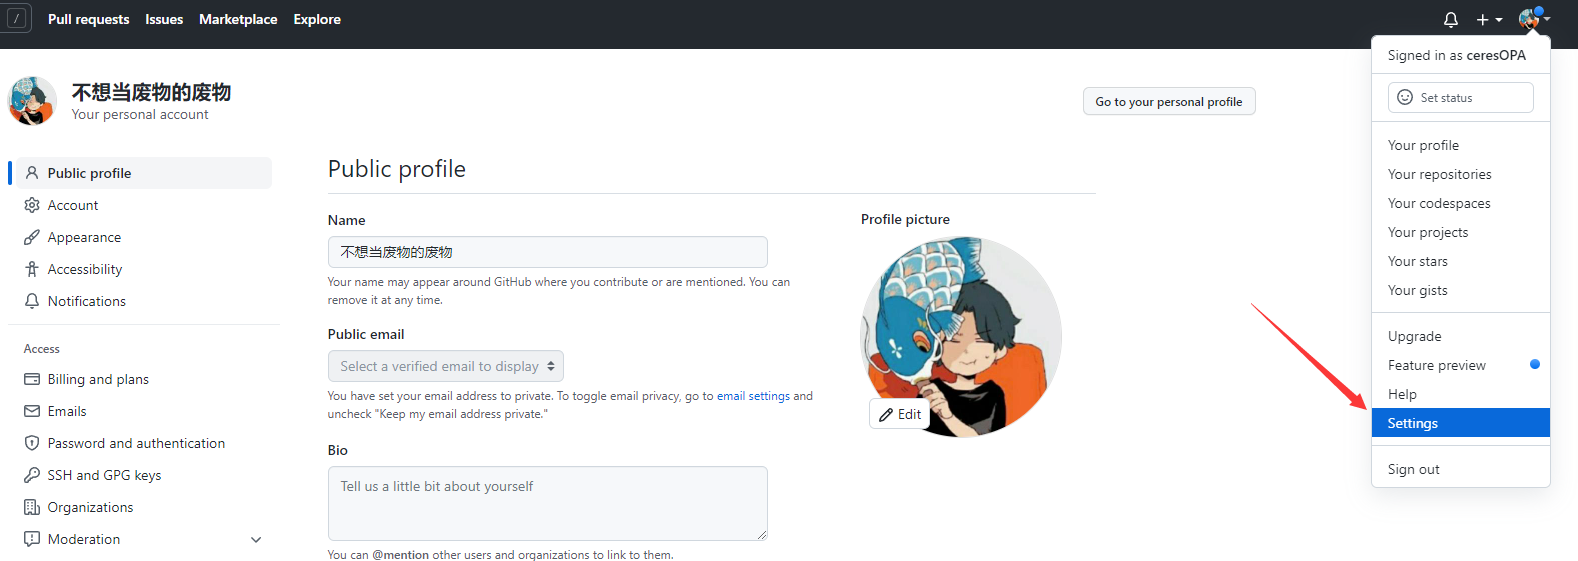 /
Pull requests
Issues
Marketplace
Explore
不想当废物的废物
Your personal account
Go to your personal profile
Public profile
Account
Appearance
Accessibility
Notifications
Access
Billing and plans
Emails
Password and authentication
SSH and GPG keys
Organizations
Moderation
Public profile
Name
不想当废物的废物
Your name may appear around GitHub where you contribute or are mentioned. You can
remove it at any time.
Public email
Select a verified email to display
You have set your email address to private. To toggle email privacy, go to email settings and
uncheck "Keep my email address private."
Bio
Tell us a little bit about yourself
You can @mention other users and organizations to link to them.
Profile picture
Edit
Signed in as ceresOPA
Set status
Your profile
Your repositories
Your codespaces
Your projects
Your stars
Your gists
Upgrade
Feature preview
Help
Settings
Sign out